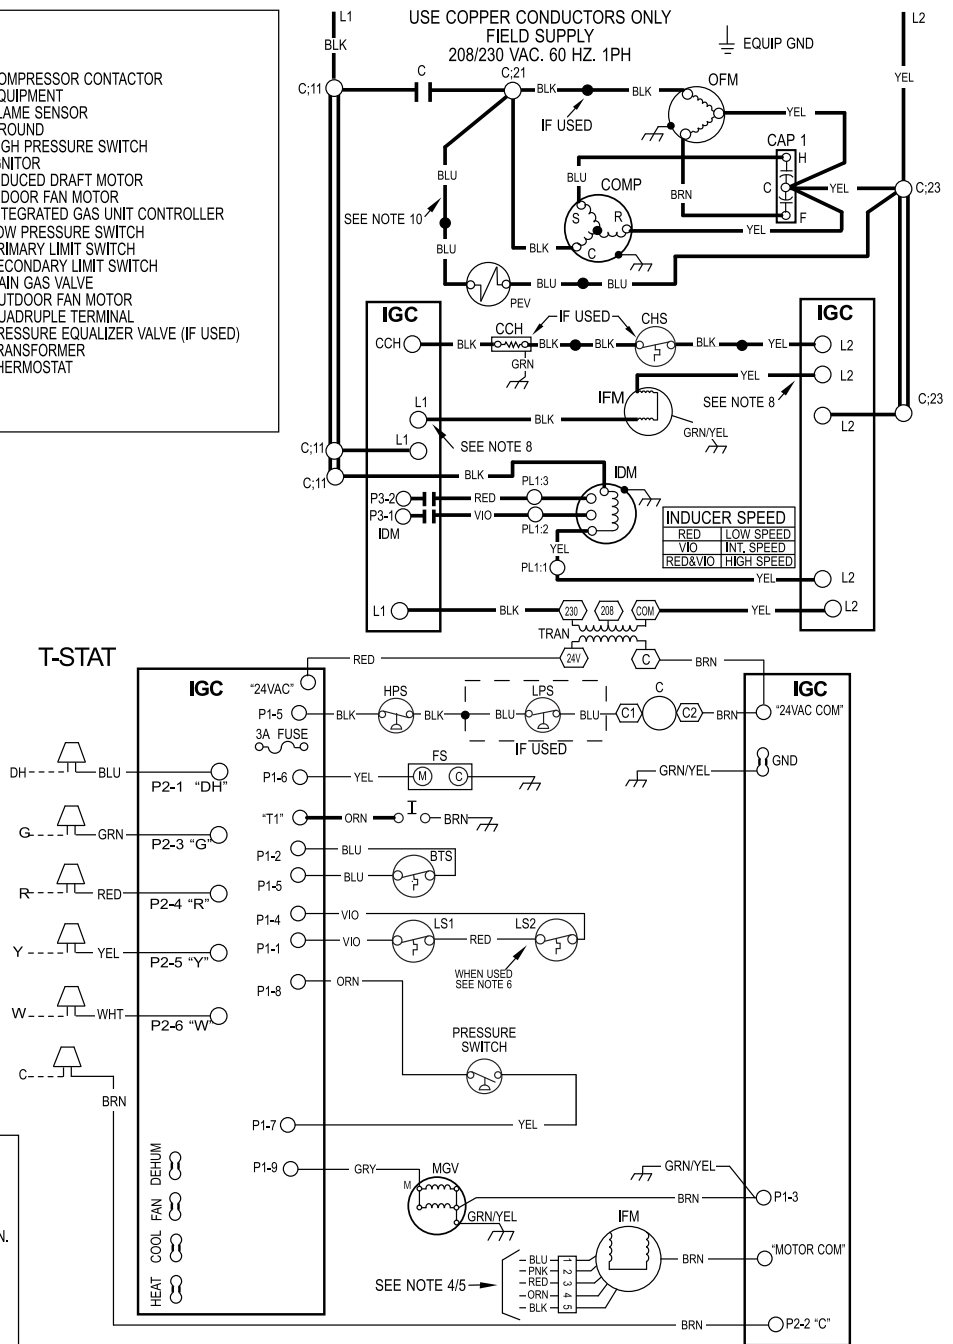 USE COPPER CONDUCTORS ONLY
FIELD SUPPLY
208/230 VAC. 60 HZ. 1PH
L1
BLK
L2
YEL
EQUIP GND
OMPRESSOR CONTACTOR
QUIPMENT
LAME SENSOR
ROUND
GH PRESSURE SWITCH
GNITOR
DUCED DRAFT MOTOR
DOOR FAN MOTOR
TEGRATED GAS UNIT CONTROLLER
OW PRESSURE SWITCH
RIMARY LIMIT SWITCH
ECONDARY LIMIT SWITCH
AIN GAS VALVE
UTDOOR FAN MOTOR
UADRUPLE TERMINAL
RESSURE EQUALIZER VALVE (IF USED)
RANSFORMER
HERMOSTAT
C;11
C
C;21
BLK
IF USED
BLK
OFM
YEL
CAP 1
H
C
F
YEL
C;23
BLU
BLU
COMP
BRN
SEE NOTE 10
S
R
C
YEL
BLU
BLK
BLU
BLU
PEV
IGC
IGC
IF USED
CCH
BLK
CCH
BLK
BLK
CHS
BLK
YEL
L2
GRN
YEL
L2
IFM
SEE NOTE 8
L1
BLK
C;23
L2
GRN/YEL
C;11
L1
SEE NOTE 8
C;11
BLK
PL1:3
IDM
P3-2
RED
P3-1
VIO
IDM
PL1:2
INDUCER SPEED
RED LOW SPEED
VIO INT. SPEED
RED&VIO HIGH SPEED
YEL
PL1:1
YEL
L2
L1
BLK
230
208
COM
YEL
L2
TRAN
T-STAT
RED
24V
C
BRN
IGC
"24VAC"
HPS
LPS
C
IGC
"24VAC COM"
P1-5
BLK
BLK
BLU
BLU
C1
C2
BRN
3A FUSE
IF USED
FS
GND
DH
BLU
P2-1 "DH"
P1-6
YEL
M
C
GRN/YEL
"T1"
ORN
I
BRN
G
GRN
P2-3 "G"
P1-2
BLU
BTS
P1-5
BLU
R
RED
P2-4 "R"
P1-4
VIO
LS1
LS2
P1-1
VIO
RED
Y
YEL
P2-5 "Y"
WHEN USED
SEE NOTE 6
P1-8
ORN
W
WHT
P2-6 "W"
PRESSURE
SWITCH
C
BRN
P1-7
YEL
DEHUM
P1-9
GRY
MGV
M
GRN/YEL
BRN
P1-3
FAN
GRN/YEL
IFM
N.
COOL
HEAT
SEE NOTE 4/5
BLU 1
PNK 2
RED 3
ORN 4
BLK 5
BRN
"MOTOR COM"
BRN
P2-2 "C"